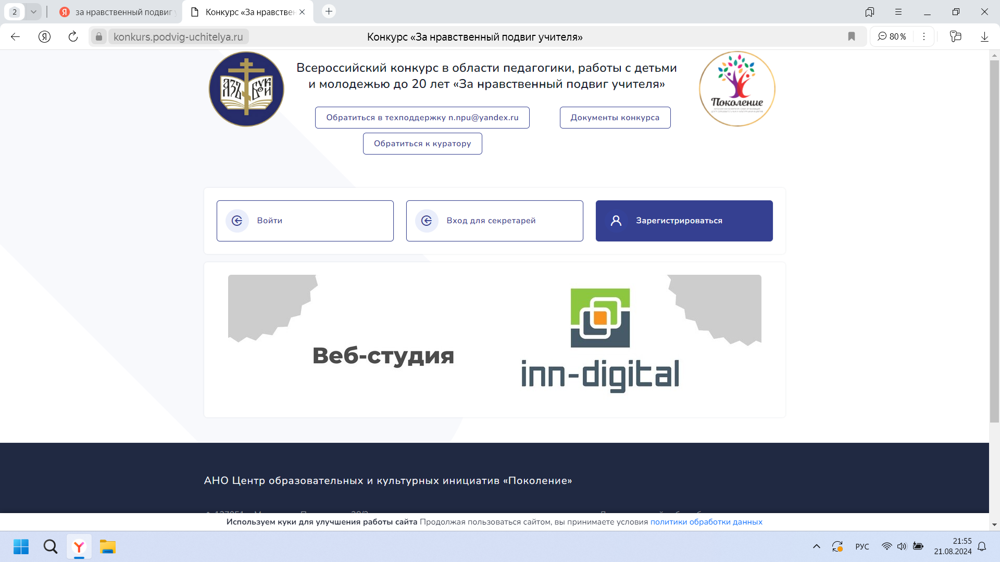 2
за нравственный подвиг
Конкурс «За нравствен
konkurs.podvig-uchitelya.ru
Конкурс «За нравственный подвиг учителя»
80 %
АЗЪ БУКИ
Всероссийский конкурс в области педагогики, работы с детьми
и молодежью до 20 лет «За нравственный подвиг учителя»
Поколение
Обратиться в техподдержку n.npu@yandex.ru
Документы конкурса
Обратиться к куратору
Войти
Вход для секретарей
Зарегистрироваться
Веб-студия
inn-digital
АНО Центр образовательных и культурных инициатив «Поколение»
Используем куки для улучшения работы сайта Продолжая пользоваться сайтом, вы принимаете условия политики обработки данных
РУС
21:55
21.08.2024